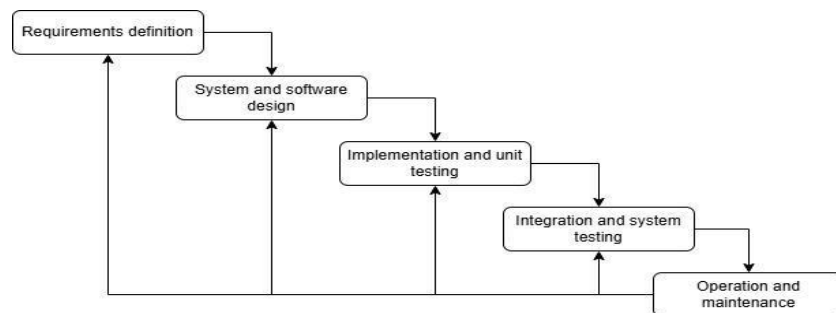 Requirements definition
System and software
design
Implementation and unit
testing
Integration and system
testing
Operation and
maintenance